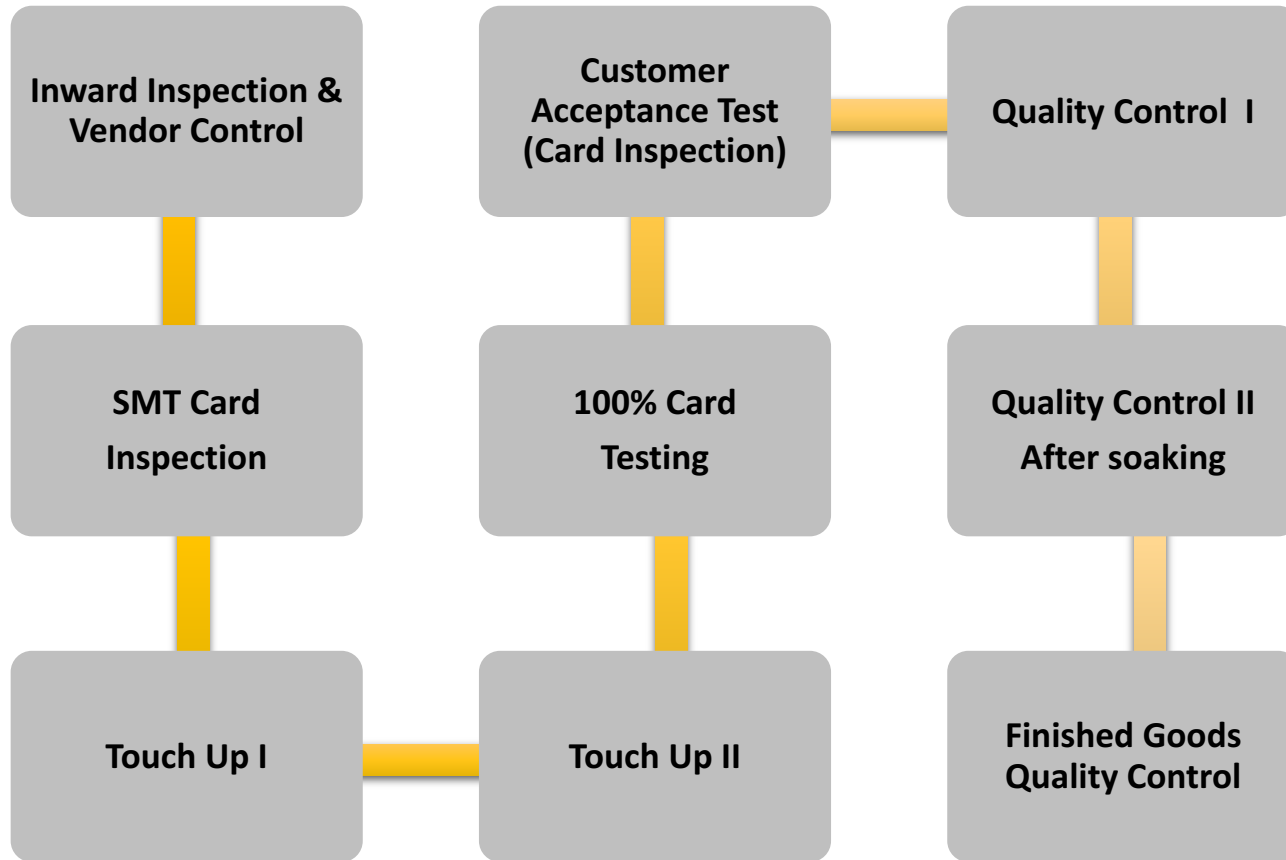 Inward Inspection &
Vendor Control
SMT Card
Inspection
Touch Up I
Touch Up II
100% Card
Testing
Customer
Acceptance Test
(Card Inspection)
Quality Control  I
Quality Control II
After soaking
Finished Goods
Quality Control